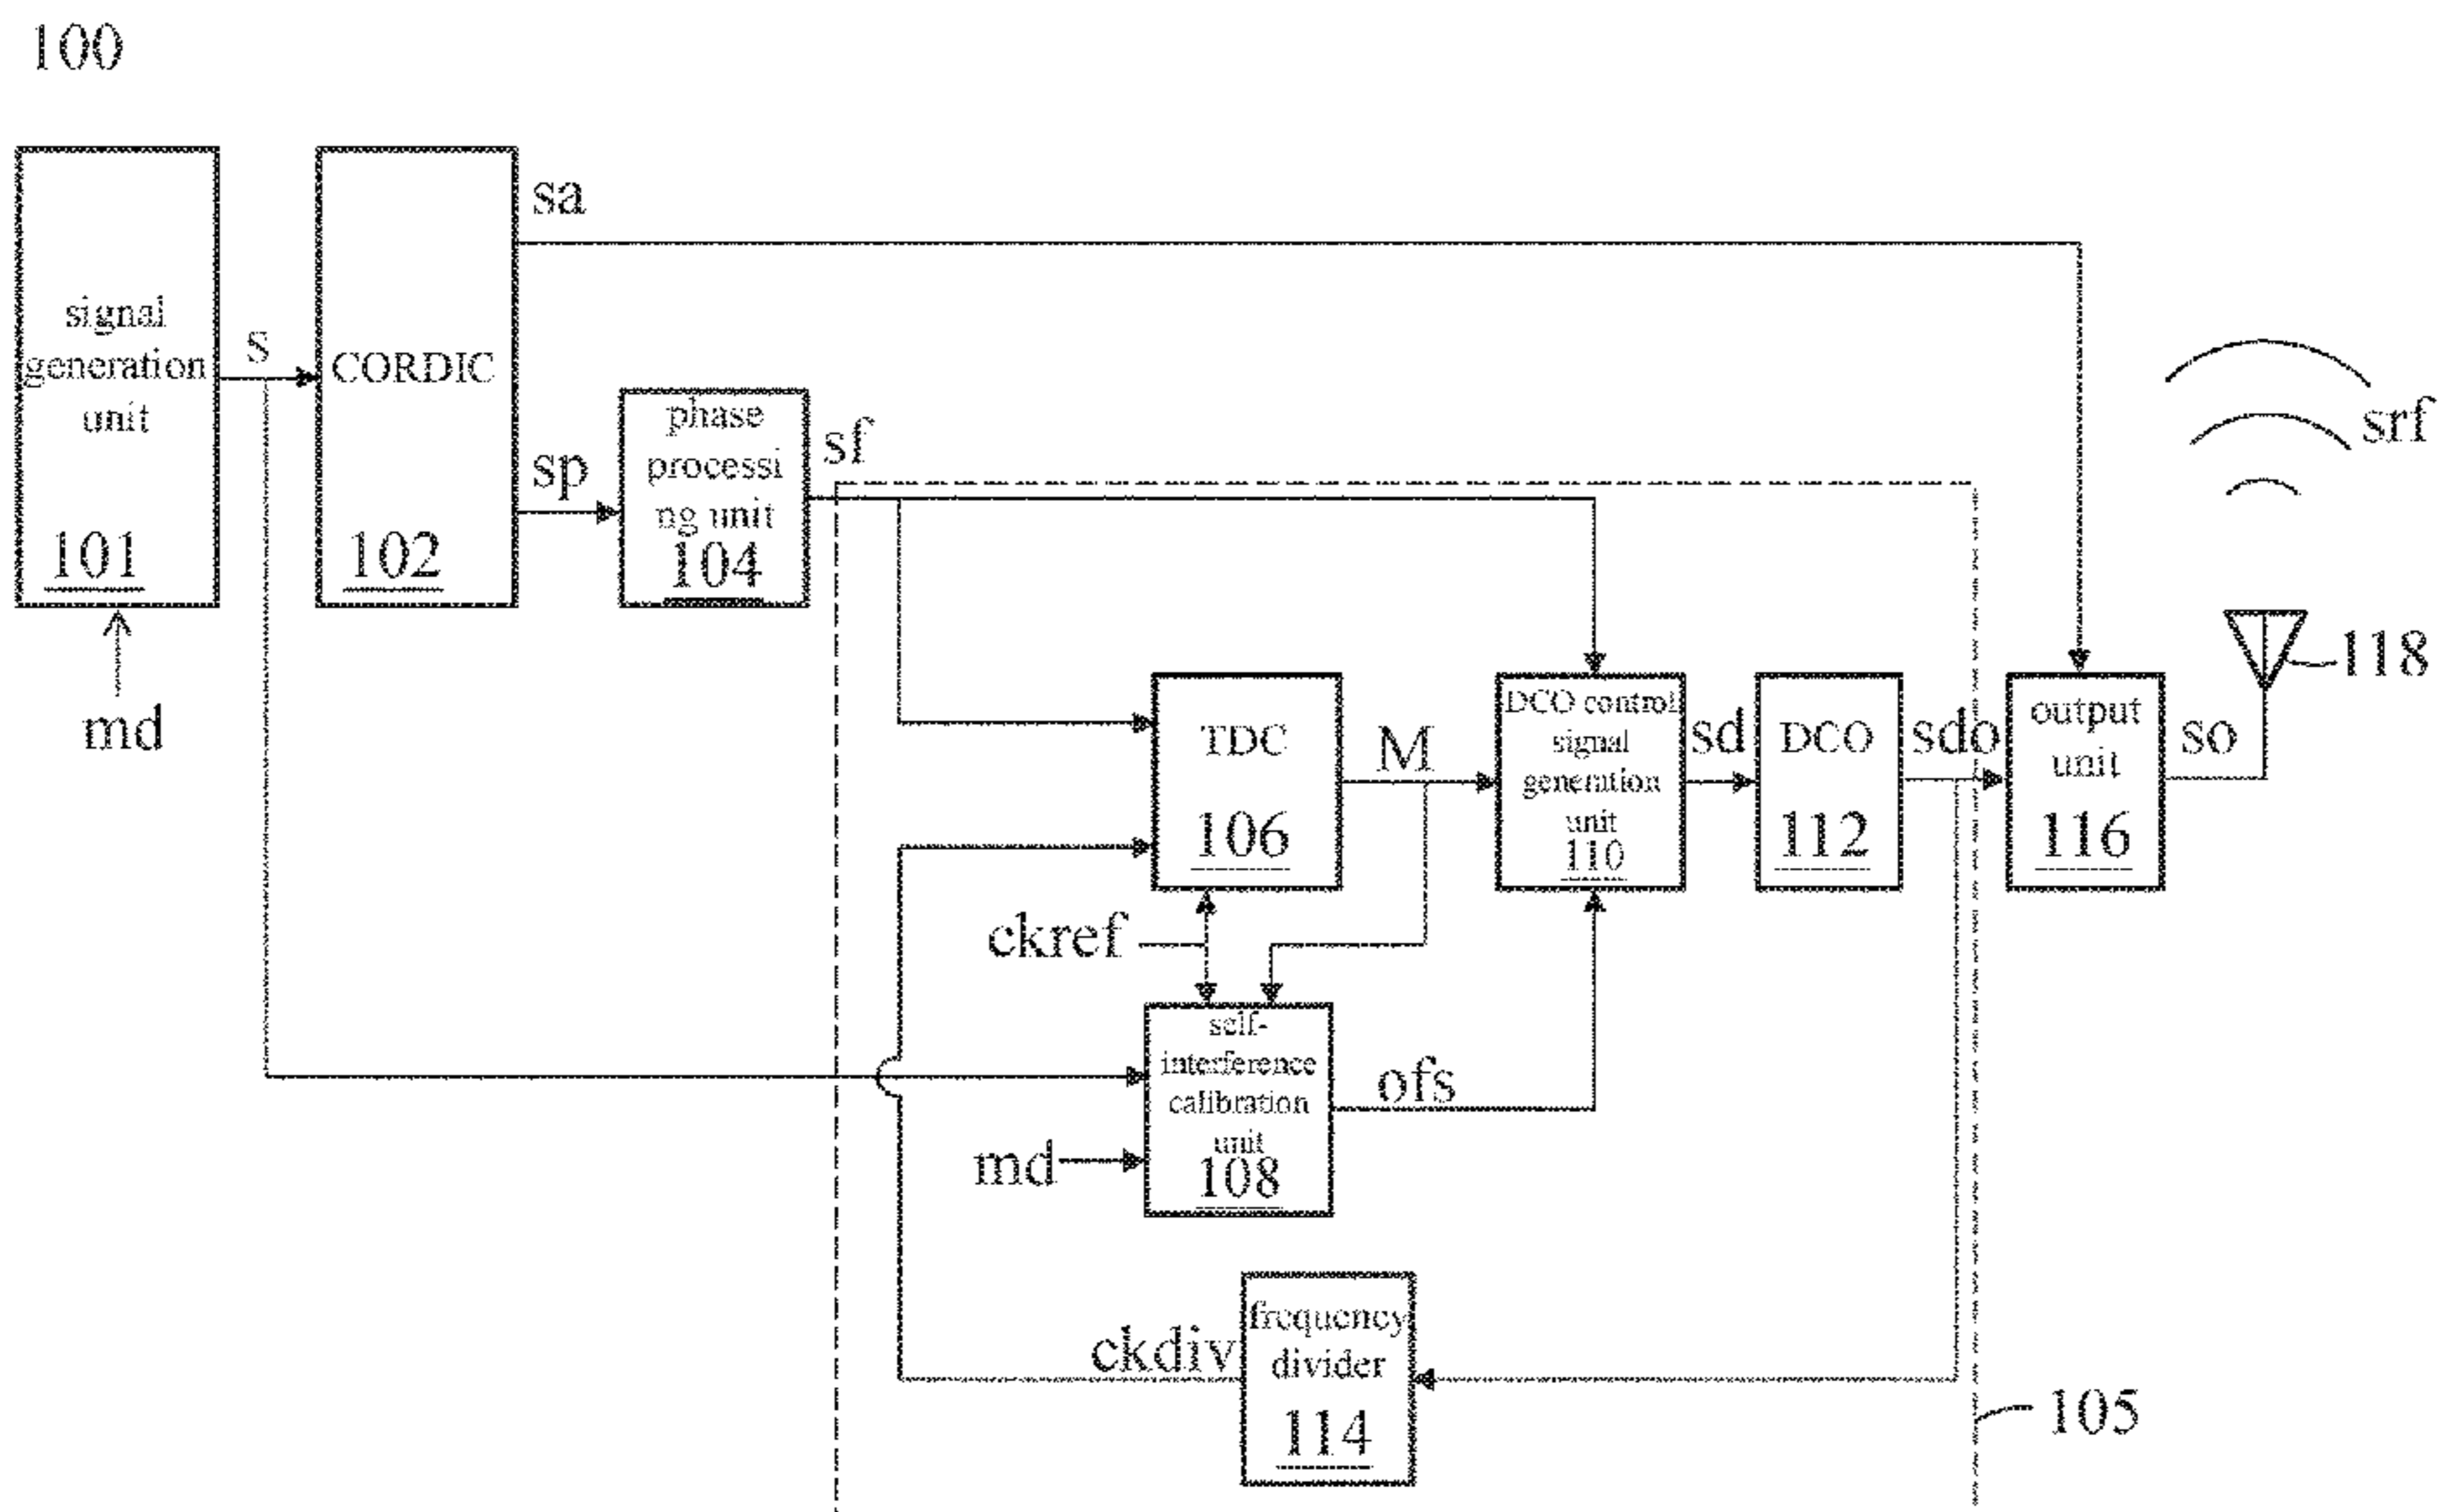 100
signal
generation
unit
101
md
S
CORDIC
102
sa
sp
phase
processi
ng unit
104
sf
TDC
106
M
DCO control
signal
generation
unit
110
sd
DCO
112
sdo
output
unit
116
so
118
srf
ckref
self-
interference
calibration
unit
108
ofs
md
ckdiv
frequency
divider
114
105